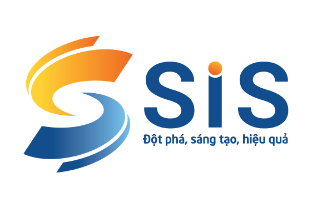 SiS
Đột phá, sáng tạo, hiệu quả